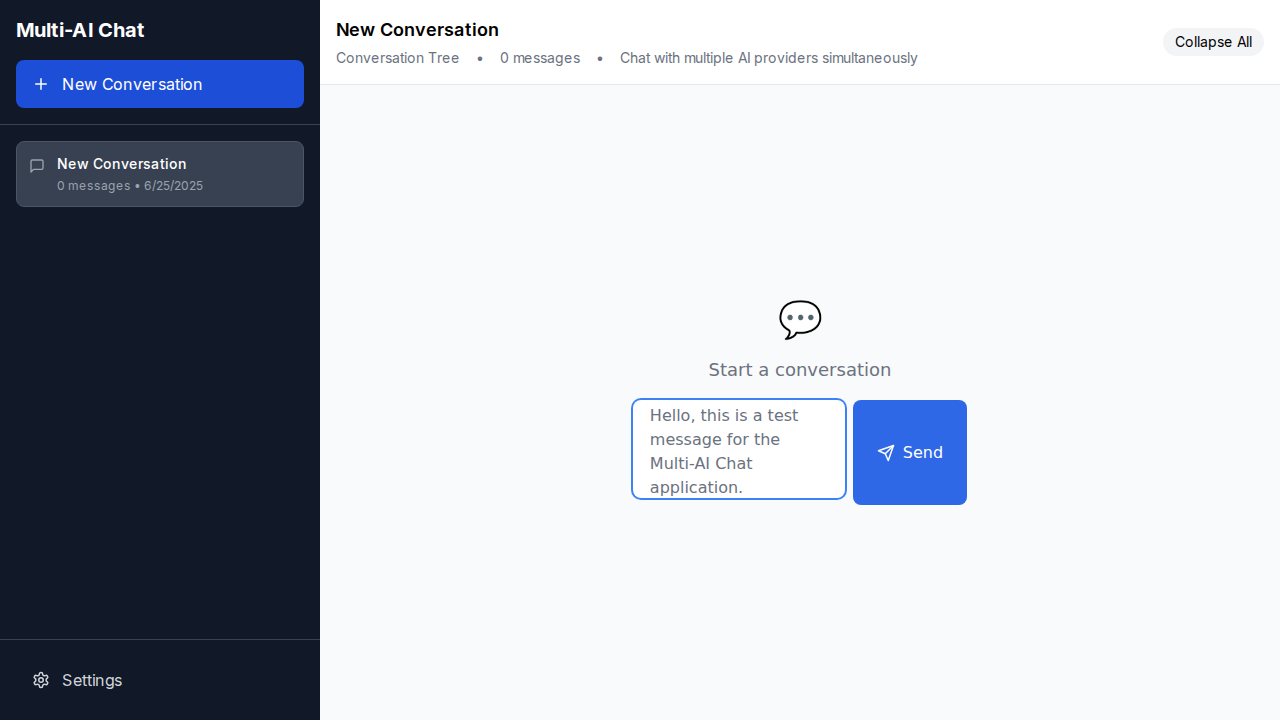 Multi-AI Chat
New Conversation
New Conversation
0 messages • 6/25/2025
Settings
New Conversation
Conversation Tree • 0 messages • Chat with multiple AI providers simultaneously
Collapse All
Start a conversation
Hello, this is a test
message for the
Multi-AI Chat
application.
Send